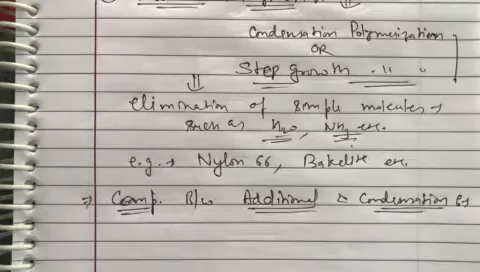 Condensation Polymerization
OR
Step growth " "
⇓
elimination of simple molecules →
such as H2O, NH3 etc.
e.g. → Nylon 66, Bakelite etc.
⇒ Comp. B/w Additional & Condensation